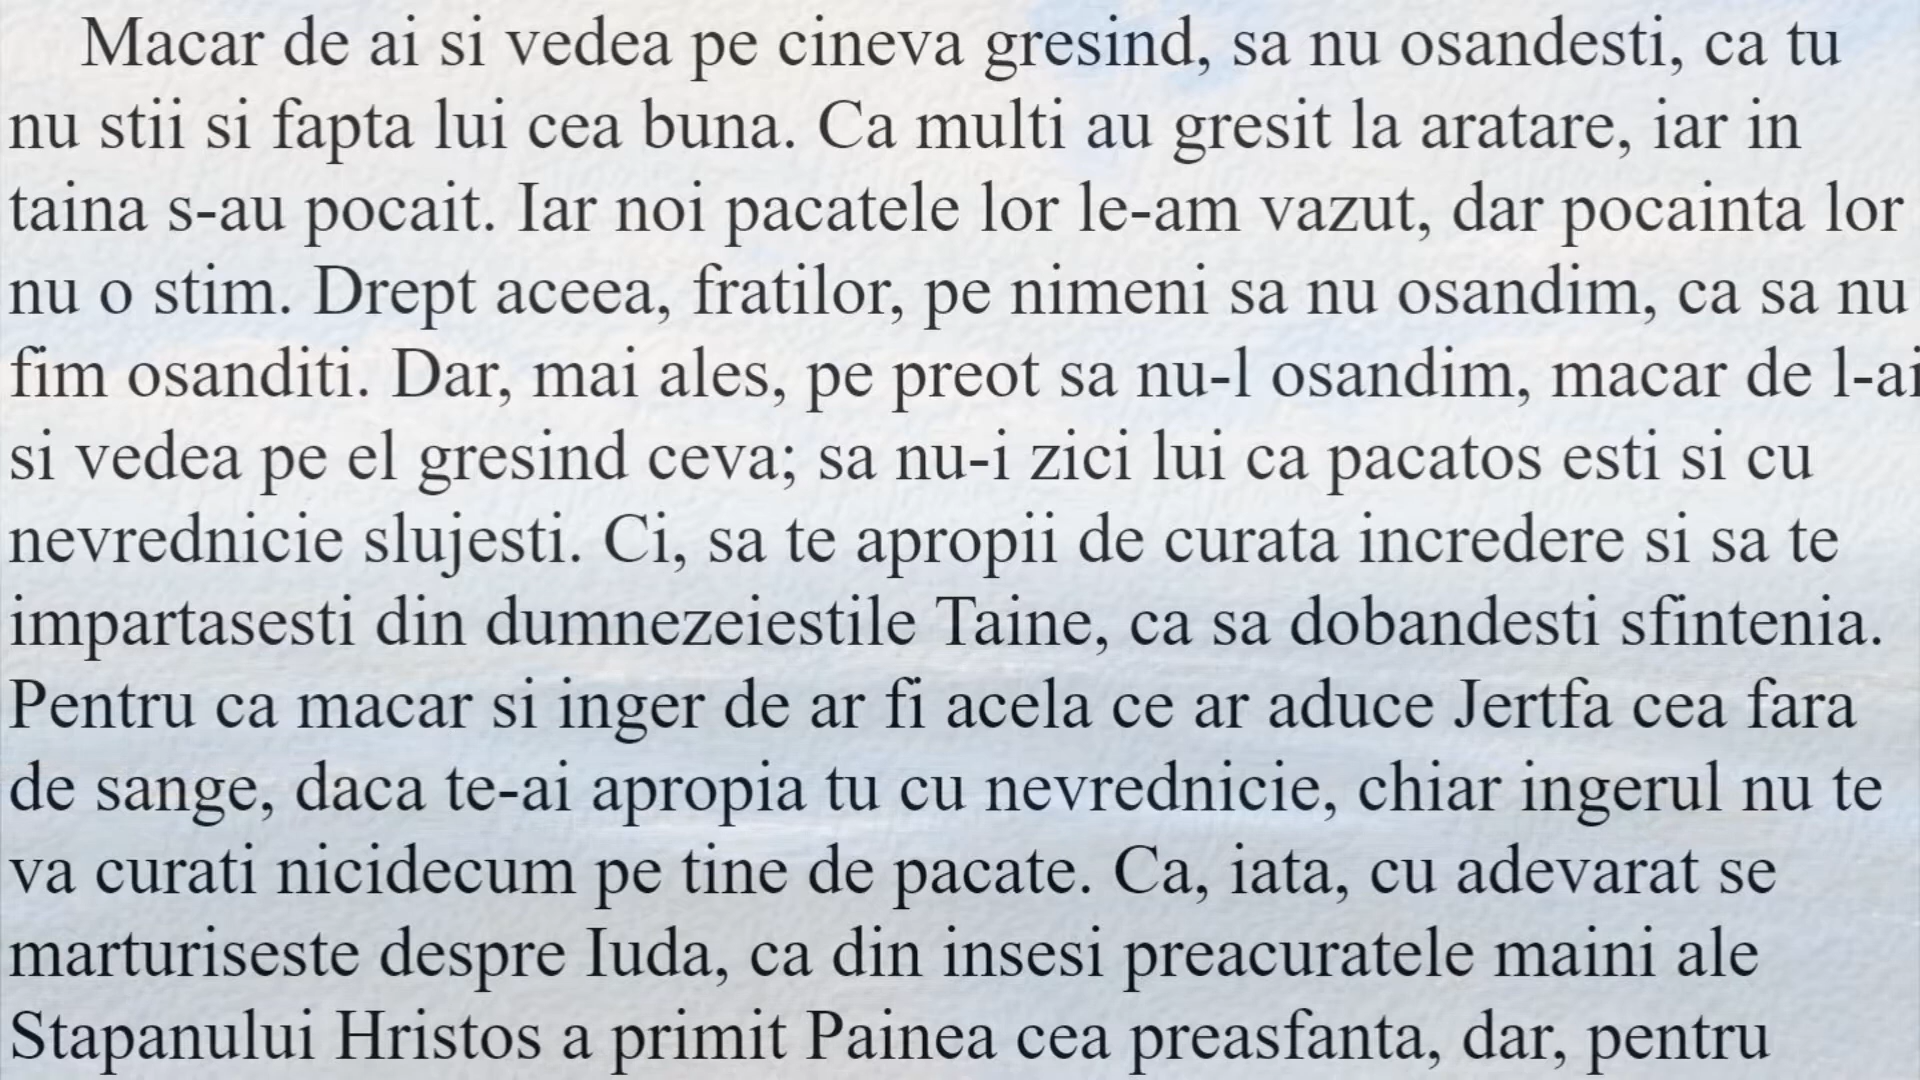 Macar de ai si vedea pe cineva gresind, sa nu osandesti, ca tu
nu stii si fapta lui cea buna. Ca multi au gresit la aratare, iar in
taina s-au pocait. Iar noi pacatele lor le-am vazut, dar pocainta lor
nu o stim. Drept aceea, fratilor, pe nimeni sa nu osandim, ca sa nu
fim osanditi. Dar, mai ales, pe preot sa nu-l osandim, macar de l-ai
si vedea pe el gresind ceva; sa nu-i zici lui ca pacatos esti si cu
nevrednicie slujesti. Ci, sa te apropii de curata incredere si sa te
impartasesti din dumnezeiestile Taine, ca sa dobandesti sfintenia.
Pentru ca macar si inger de ar fi acela ce ar aduce Jertfa cea fara
de sange, daca te-ai apropia tu cu nevrednicie, chiar ingerul nu te
va curati nicidecum pe tine de pacate. Ca, iata, cu adevarat se
marturiseste despre Iuda, ca din insesi preacuratele maini ale
Stapanului Hristos a primit Painea cea preasfanta, dar, pentru